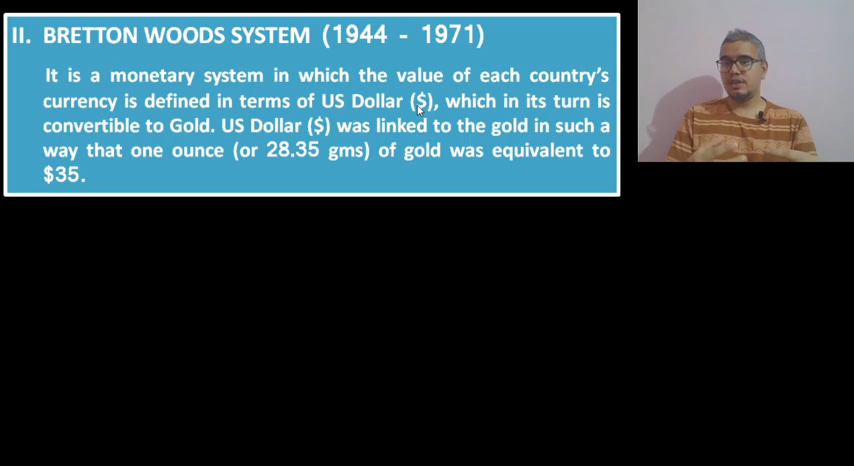 II. BRETTON WOODS SYSTEM (1944 - 1971)
It is a monetary system in which the value of each country's
currency is defined in terms of US Dollar ($), which in its turn is
convertible to Gold. US Dollar ($) was linked to the gold in such a
way that one ounce (or 28.35 gms) of gold was equivalent to
$35.